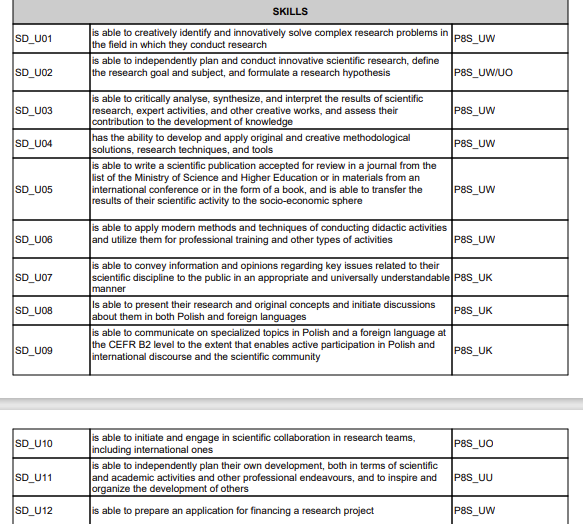 SKILLS
SD_U01
is able to creatively identify and innovatively solve complex research problems in
the field in which they conduct research
P8S_UW
SD_U02
is able to independently plan and conduct innovative scientific research, define
the research goal and subject, and formulate a research hypothesis
P8S_UW/UO
SD_U03
is able to critically analyse, synthesize, and interpret the results of scientific
research, expert activities, and other creative works, and assess their
contribution to the development of knowledge
P8S_UW
SD_U04
has the ability to develop and apply original and creative methodological
solutions, research techniques, and tools
P8S_UW
SD_U05
is able to write a scientific publication accepted for review in a journal from the
list of the Ministry of Science and Higher Education or in materials from an
international conference or in the form of a book, and is able to transfer the
results of their scientific activity to the socio-economic sphere
P8S_UW
SD_U06
is able to apply modern methods and techniques of conducting didactic activities
and utilize them for professional training and other types of activities
P8S_UW
SD_U07
is able to convey information and opinions regarding key issues related to their
scientific discipline to the public in an appropriate and universally understandable
manner
P8S_UK
SD_U08
Is able to present their research and original concepts and initiate discussions
about them in both Polish and foreign languages
P8S_UK
SD_U09
is able to communicate on specialized topics in Polish and a foreign language at
the CEFR B2 level to the extent that enables active participation in Polish and
international discourse and the scientific community
P8S_UK
SD_U10
is able to initiate and engage in scientific collaboration in research teams,
including international ones
P8S_UO
SD_U11
is able to independently plan their own development, both in terms of scientific
and academic activities and other professional endeavours, and to inspire and
organize the development of others
P8S_UU
SD_U12
is able to prepare an application for financing a research project
P8S_UW